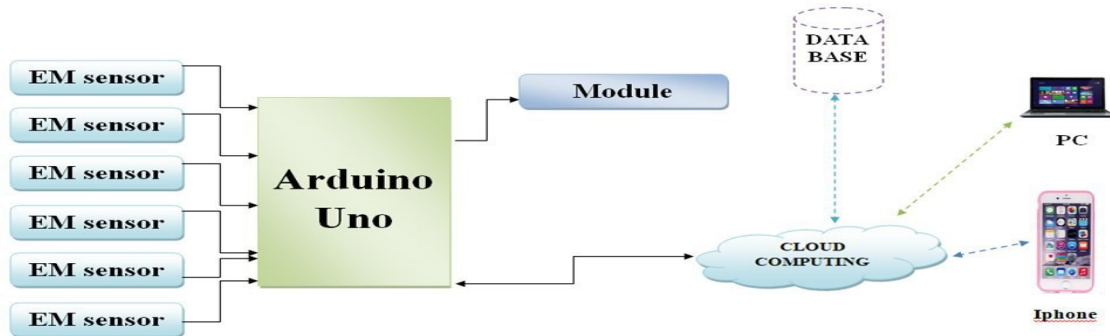 EM sensor
EM sensor
EM sensor
EM sensor
EM sensor
EM sensor
Arduino
Uno
Module
DATA
BASE
CLOUD
COMPUTING
PC
Iphone